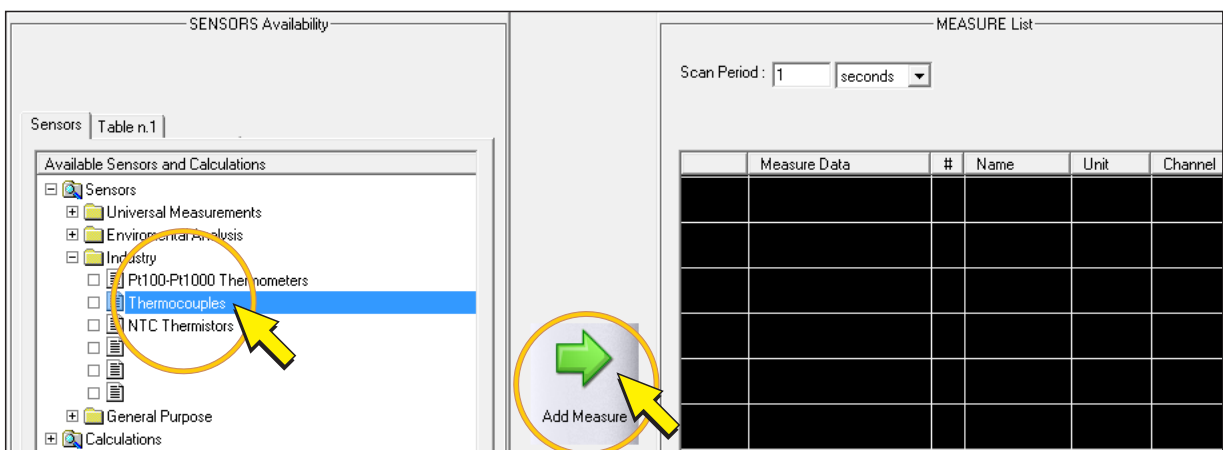 SENSORS Availability
Sensors
Table n.1
Available Sensors and Calculations
Sensors
Universal Measurements
Enviromental Analysis
Industry
Pt100-Pt1000 Thermometers
Thermocouples
NTC Thermistors
General Purpose
Calculations
Add Measure
MEASURE List
Scan Period : 1 seconds
Measure Data # Name Unit Channel